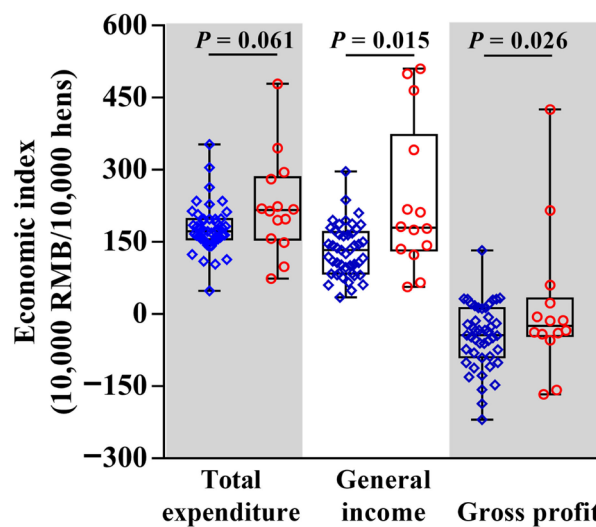 600
450
300
150
0
−150
−300
Economic index
(10,000 RMB/10,000 hens)
P = 0.061
P = 0.015
P = 0.026
Total
expenditure
General
income
Gross profit